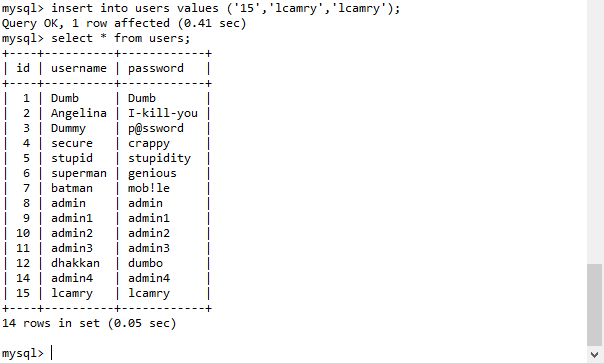 mysql> insert into users values ('15','lcamry','lcamry');
Query OK, 1 row affected (0.41 sec)
mysql> select * from users;
+----+----------+------------+
| id | username | password   |
+----+----------+------------+
|  1 | Dumb     | Dumb       |
|  2 | Angelina | I-kill-you |
|  3 | Dummy    | p@ssword   |
|  4 | secure   | crappy     |
|  5 | stupid   | stupidity  |
|  6 | superman | genious    |
|  7 | batman   | mob!le     |
|  8 | admin    | admin      |
|  9 | admin1   | admin1     |
| 10 | admin2   | admin2     |
| 11 | admin3   | admin3     |
| 12 | dhakkan  | dumbo      |
| 14 | admin4   | admin4     |
| 15 | lcamry   | lcamry     |
+----+----------+------------+
14 rows in set (0.05 sec)
mysql>